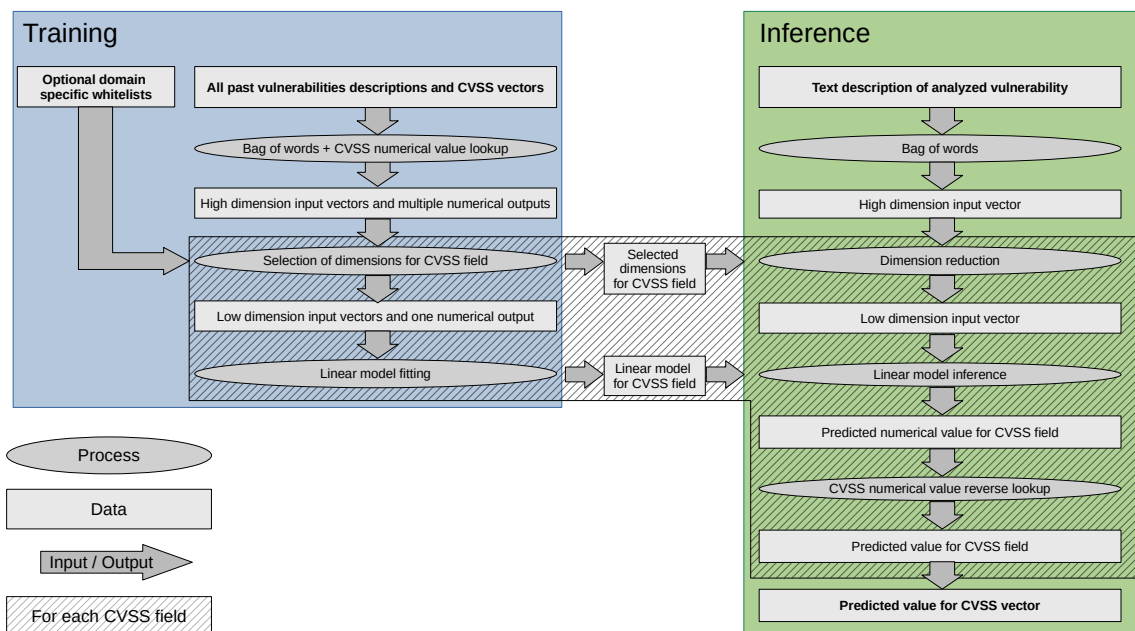 Training
Optional domain
specific whitelists
All past vulnerabilities descriptions and CVSS vectors
Bag of words + CVSS numerical value lookup
High dimension input vectors and multiple numerical outputs
Selection of dimensions for CVSS field
Low dimension input vectors and one numerical output
Linear model fitting
Selected
dimensions
for CVSS field
Linear model
for CVSS field
Inference
Text description of analyzed vulnerability
Bag of words
High dimension input vector
Dimension reduction
Low dimension input vector
Linear model inference
Predicted numerical value for CVSS field
CVSS numerical value reverse lookup
Predicted value for CVSS field
Predicted value for CVSS vector
Process
Data
Input / Output
For each CVSS field